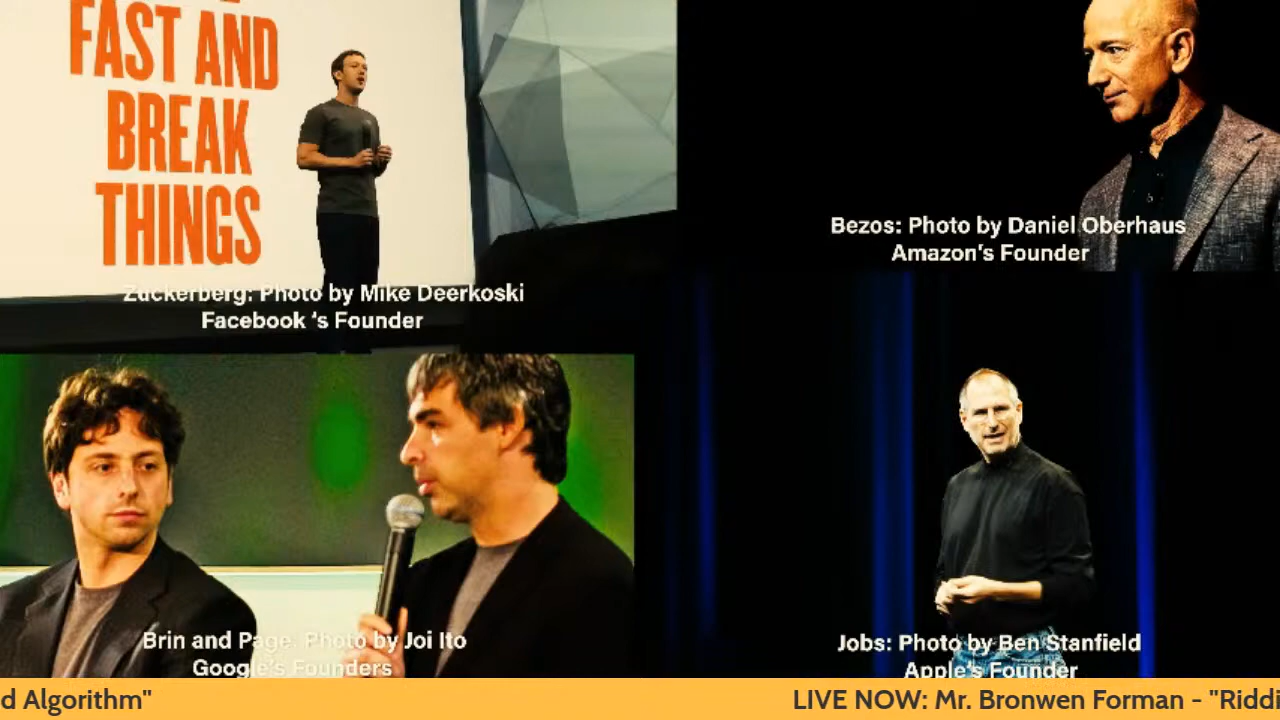 FAST AND
BREAK
THINGS
Zuckerberg: Photo by Mike Deerkoski
Facebook ‘s Founder
Bezos: Photo by Daniel Oberhaus
Amazon’s Founder
Brin and Page: Photo by Joi Ito
Google’s Founders
Jobs: Photo by Ben Stanfield
Apple’s Founder
d Algorithm" LIVE NOW: Mr. Bronwen Forman - "Riddi